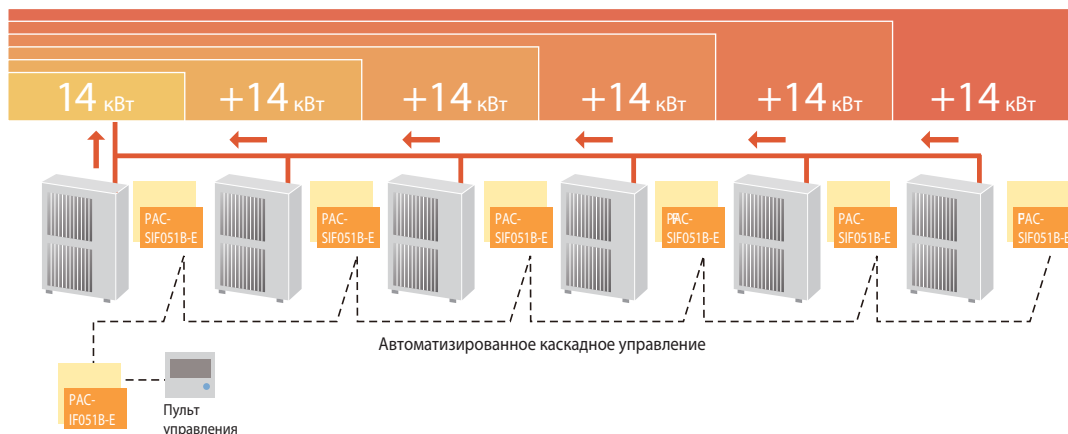 14 кВт +14 кВт +14 кВт +14 кВт +14 кВт +14 кВт
PAC-
SIF051B-E
PAC-
SIF051B-E
PAC-
SIF051B-E
PAC-
SIF051B-E
PAC-
SIF051B-E
PAC-
SIF051B-E
Автоматизированное каскадное управление
PAC-
IF051B-E
Пульт
управления